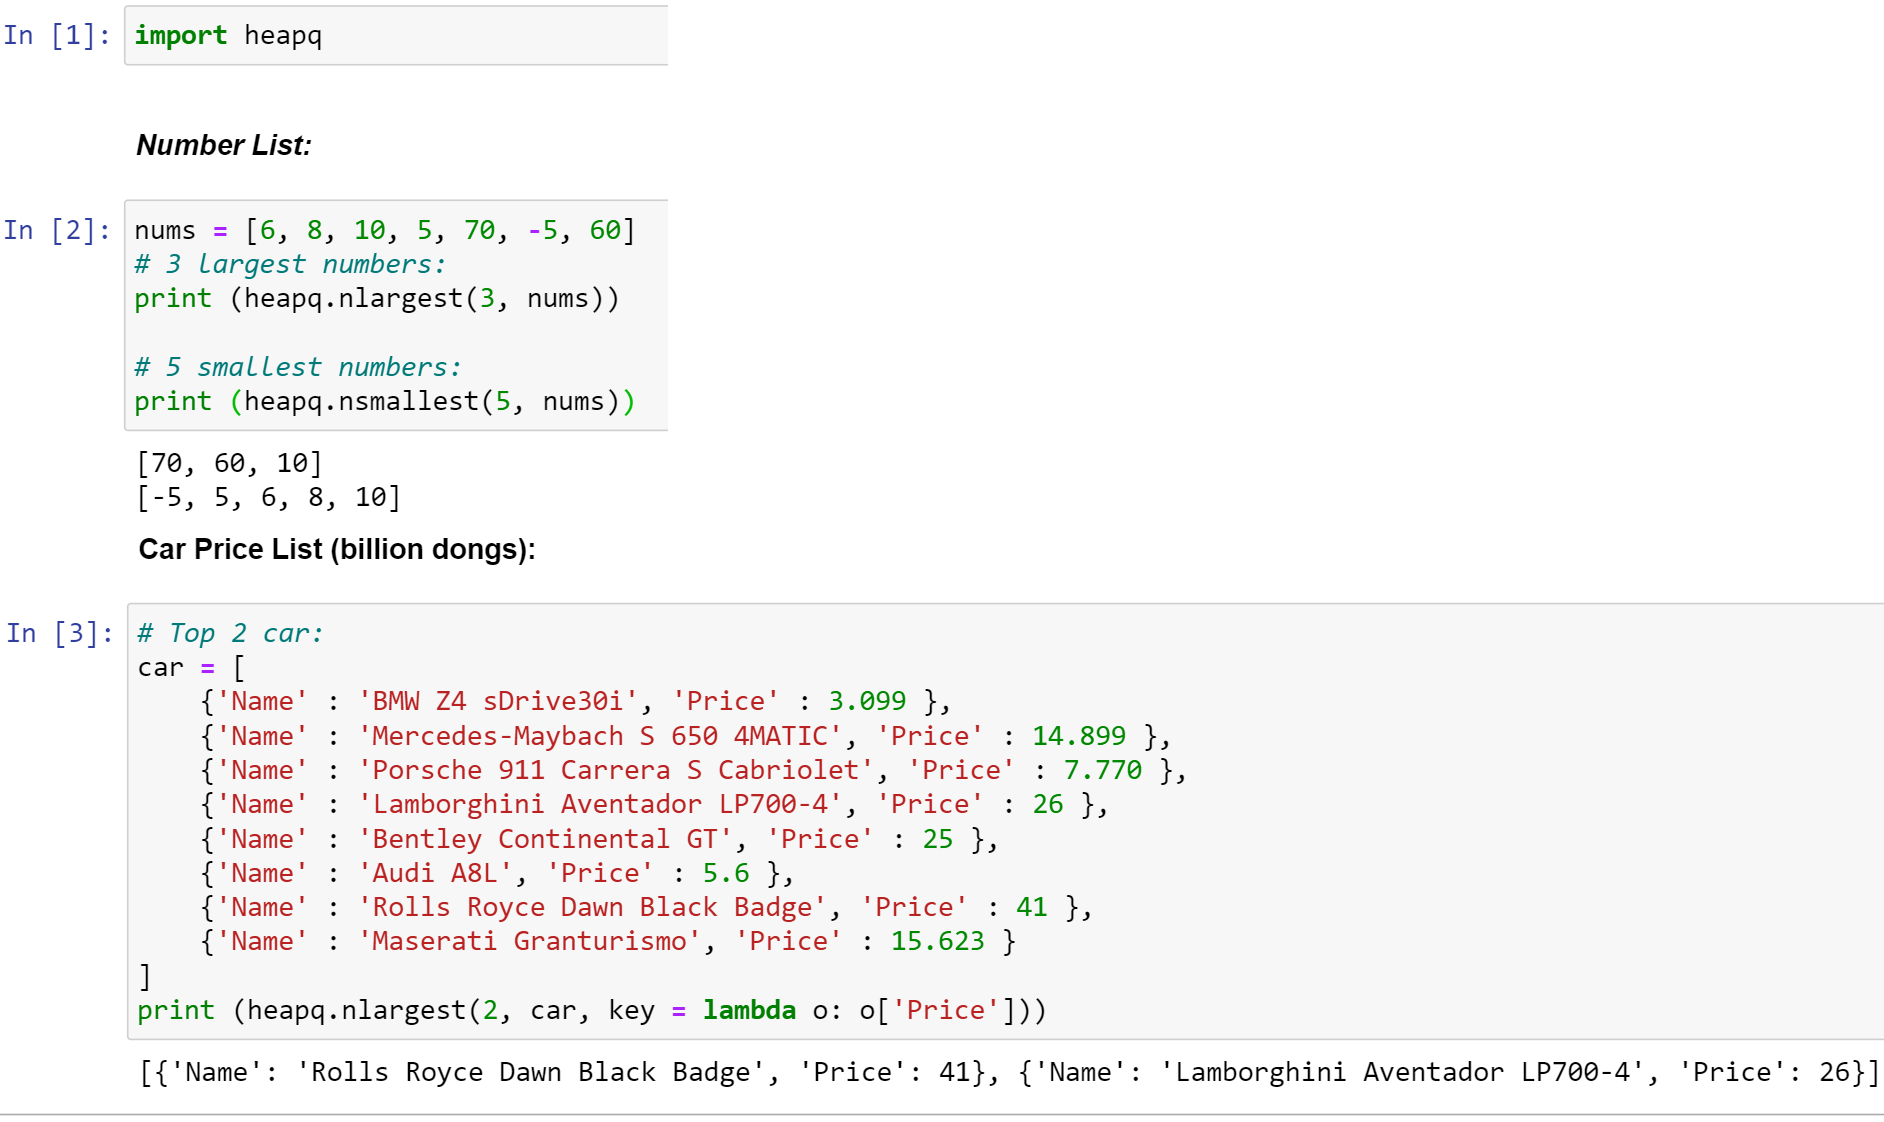 In [1]: import heapq
Number List:
In [2]: nums = [6, 8, 10, 5, 70, -5, 60]
# 3 largest numbers:
print (heapq.nlargest(3, nums))
# 5 smallest numbers:
print (heapq.nsmallest(5, nums))
[70, 60, 10]
[-5, 5, 6, 8, 10]
Car Price List (billion dongs):
In [3]: # Top 2 car:
car = [
    {'Name' : 'BMW Z4 sDrive30i', 'Price' : 3.099 },
    {'Name' : 'Mercedes-Maybach S 650 4MATIC', 'Price' : 14.899 },
    {'Name' : 'Porsche 911 Carrera S Cabriolet', 'Price' : 7.770 },
    {'Name' : 'Lamborghini Aventador LP700-4', 'Price' : 26 },
    {'Name' : 'Bentley Continental GT', 'Price' : 25 },
    {'Name' : 'Audi A8L', 'Price' : 5.6 },
    {'Name' : 'Rolls Royce Dawn Black Badge', 'Price' : 41 },
    {'Name' : 'Maserati Granturismo', 'Price' : 15.623 }
]
print (heapq.nlargest(2, car, key = lambda o: o['Price']))
[{'Name': 'Rolls Royce Dawn Black Badge', 'Price': 41}, {'Name': 'Lamborghini Aventador LP700-4', 'Price': 26}]